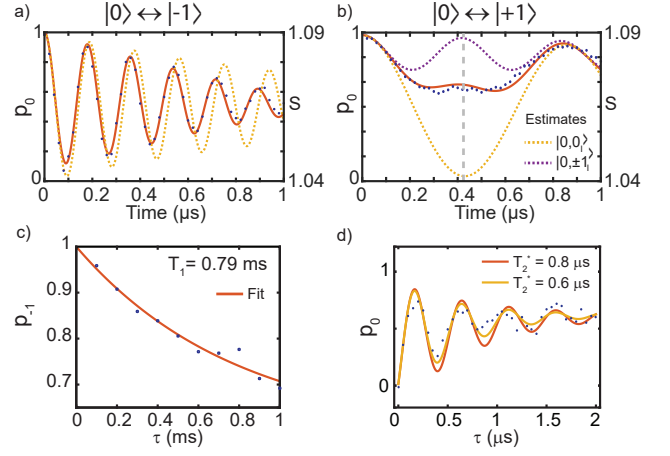 a) |0⟩ ↔ |-1⟩
b) |0⟩ ↔ |+1⟩
1
p₀
0
1.09
S
1.04
0 0.2 0.4 0.6 0.8 1
Time (μs)
1
p₀
0
1.09
S
1.04
Estimates
|0,0ᵢ⟩
|0,±1ᵢ⟩
0 0.2 0.4 0.6 0.8 1
Time (μs)
c)
T₁= 0.79 ms
Fit
1
0.9
0.8
0.7
p₋₁
0 0.2 0.4 0.6 0.8 1
τ (ms)
d)
T₂* = 0.8 μs
T₂* = 0.6 μs
1
p₀
0
0 0.5 1 1.5 2
τ (μs)